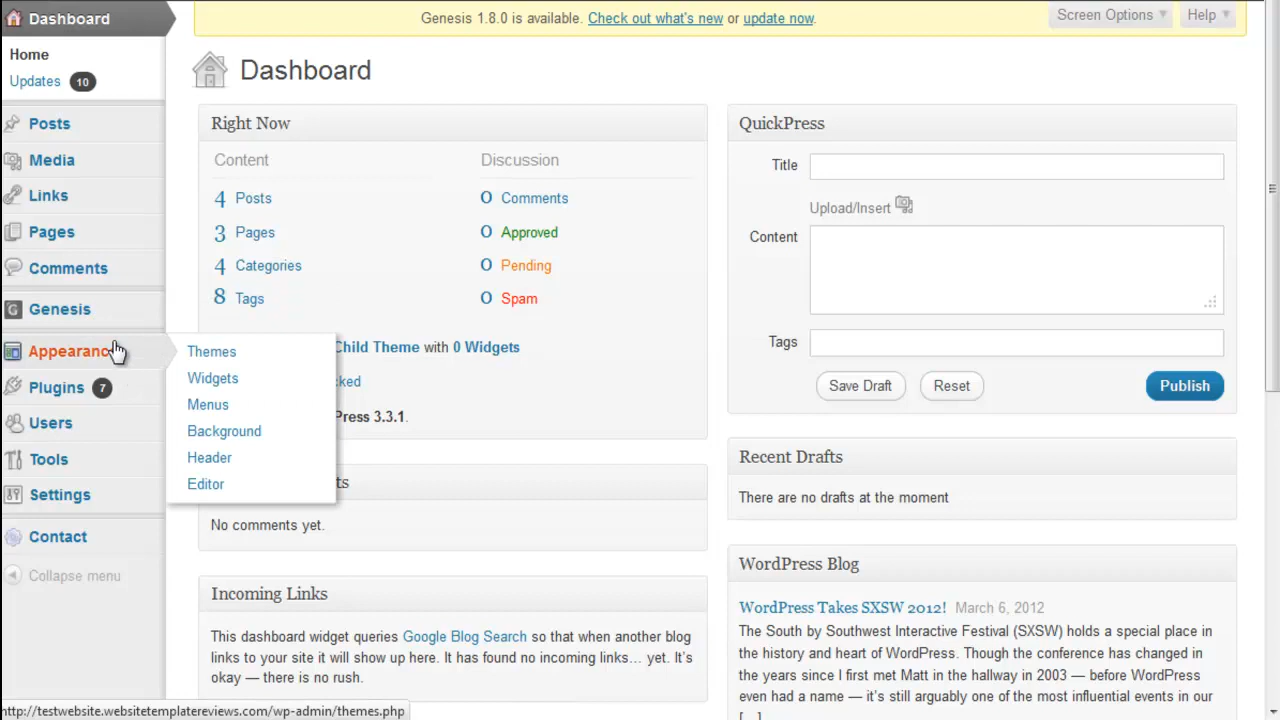 Dashboard
Home
Updates 10
Posts
Media
Links
Pages
Comments
Genesis
Appearanc
Plugins 7
Users
Tools
Settings
Contact
Collapse menu
Themes
Widgets
Menus
Background
Header
Editor
Genesis 1.8.0 is available. Check out what's new or update now.
Screen Options
Help
Dashboard
Right Now
Content
4 Posts
3 Pages
4 Categories
8 Tags
Discussion
0 Comments
0 Approved
0 Pending
0 Spam
Child Theme with 0 Widgets
cked
Press 3.3.1.
ts
No comments yet.
Incoming Links
This dashboard widget queries Google Blog Search so that when another blog
links to your site it will show up here. It has found no incoming links… yet. It's
okay — there is no rush.
QuickPress
Title
Upload/Insert
Content
Tags
Save Draft
Reset
Publish
Recent Drafts
There are no drafts at the moment
WordPress Blog
WordPress Takes SXSW 2012! March 6, 2012
The South by Southwest Interactive Festival (SXSW) holds a special place in
the history and heart of WordPress. Though the conference has changed in
the years since I first met Matt in the hallway in 2003 — before WordPress
even had a name — it's still arguably one of the most influential events in our
[…]
http://testwebsite.websitetemplatereviews.com/wp-admin/themes.php